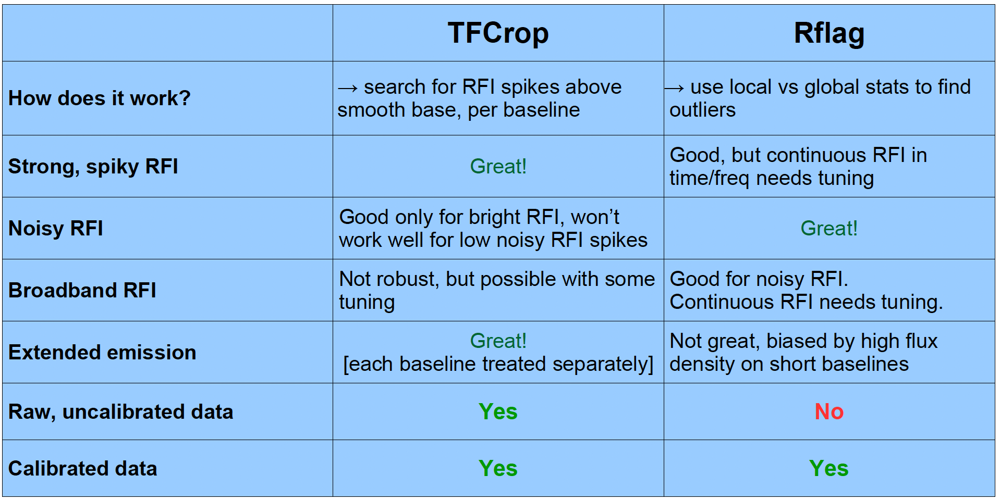 TFCrop
Rflag
How does it work?
→ search for RFI spikes above
smooth base, per baseline
→ use local vs global stats to find
outliers
Strong, spiky RFI
Great!
Good, but continuous RFI in
time/freq needs tuning
Noisy RFI
Good only for bright RFI, won’t
work well for low noisy RFI spikes
Great!
Broadband RFI
Not robust, but possible with some
tuning
Good for noisy RFI.
Continuous RFI needs tuning.
Extended emission
Great!
[each baseline treated separately]
Not great, biased by high flux
density on short baselines
Raw, uncalibrated data
Yes
No
Calibrated data
Yes
Yes